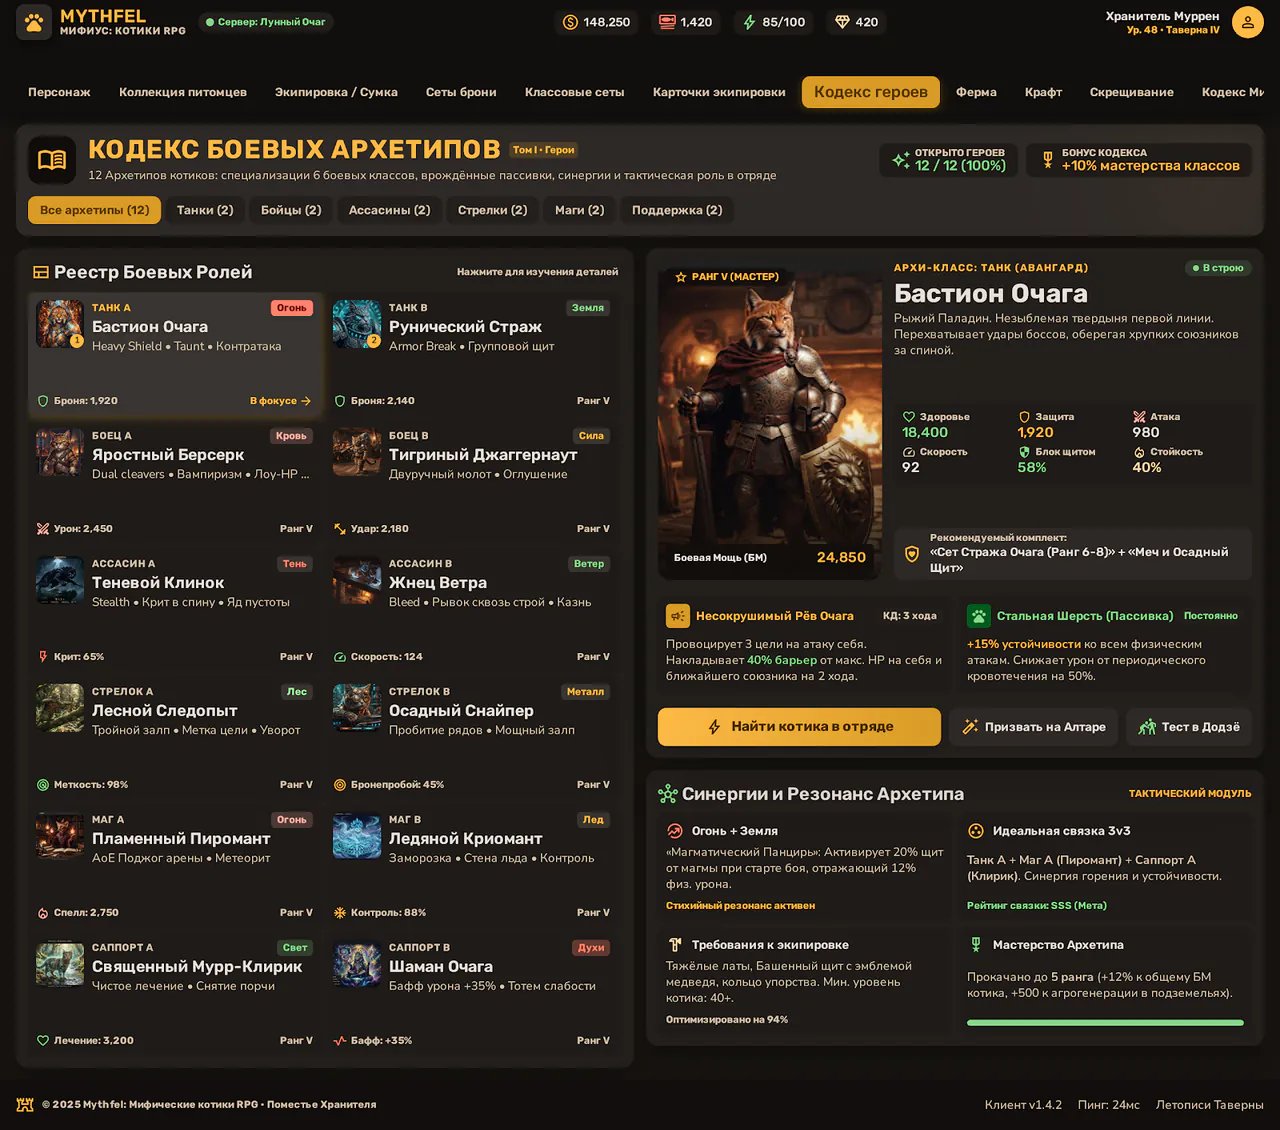 MYTHFEL
МИФИУС: КОТИКИ RPG
Сервер: Лунный Очаг
148,250
1,420
85/100
420
Хранитель Муррен
Ур. 48 • Таверна IV
Персонаж
Коллекция питомцев
Экипировка / Сумка
Сеты брони
Классовые сеты
Карточки экипировки
Кодекс героев
Ферма
Крафт
Скрещивание
Кодекс Ми
КОДЕКС БОЕВЫХ АРХЕТИПОВ
Том I • Герои
12 Архетипов котиков: специализации 6 боевых классов, врождённые пассивки, синергии и тактическая роль в отряде
ОТКРЫТО ГЕРОЕВ
12 / 12 (100%)
БОНУС КОДЕКСА
+10% мастерства классов
Все архетипы (12)
Танки (2)
Бойцы (2)
Ассасины (2)
Стрелки (2)
Маги (2)
Поддержка (2)
Реестр Боевых Ролей
Нажмите для изучения деталей
ТАНК А
Огонь
Бастион Очага
Heavy Shield • Taunt • Контратака
1
Броня: 1,920
В фокусе →
ТАНК B
Земля
Рунический Страж
Armor Break • Групповой щит
2
Броня: 2,140
Ранг V
БОЕЦ А
Кровь
Яростный Берсерк
Dual cleavers • Вампиризм • Лоу-HP ...
Урон: 2,450
Ранг V
БОЕЦ B
Сила
Тигриный Джаггернаут
Двуручный молот • Оглушение
Удар: 2,180
Ранг V
АССАСИН А
Тень
Теневой Клинок
Stealth • Крит в спину • Яд пустоты
Крит: 65%
Ранг V
АССАСИН B
Ветер
Жнец Ветра
Bleed • Рывок сквозь строй • Казнь
Скорость: 124
Ранг V
СТРЕЛОК А
Лес
Лесной Следопыт
Тройной залп • Метка цели • Уворот
Меткость: 98%
Ранг V
СТРЕЛОК B
Металл
Осадный Снайпер
Пробитие рядов • Мощный залп
Бронепробой: 45%
Ранг V
МАГ А
Огонь
Пламенный Пиромант
AoE Поджог арены • Метеорит
Спелл: 2,750
Ранг V
МАГ B
Лед
Ледяной Криомант
Заморозка • Стена льда • Контроль
Контроль: 88%
Ранг V
САППОРТ А
Свет
Священный Мурр-Клирик
Чистое лечение • Снятие порчи
Лечение: 3,200
Ранг V
САППОРТ B
Духи
Шаман Очага
Бафф урона +35% • Тотем слабости
Бафф: +35%
Ранг V
РАНГ V (МАСТЕР)
Боевая Мощь (БМ)
24,850
АРХИ-КЛАСС: ТАНК (АВАНГАРД)
В строю
Бастион Очага
Рыжий Паладин. Незыблемая твердыня первой линии.
Перехватывает удары боссов, оберегая хрупких союзников
за спиной.
Здоровье
18,400
Защита
1,920
Атака
980
Скорость
92
Блок щитом
58%
Стойкость
40%
Рекомендуемый комплект:
«Сет Стража Очага (Ранг 6-8)» + «Меч и Осадный
Щит»
Несокрушимый Рёв Очага
КД: 3 хода
Провоцирует 3 цели на атаку себя.
Накладывает 40% барьер от макс. HP на себя и
ближайшего союзника на 2 хода.
Стальная Шерсть (Пассивка)
Постоянно
+15% устойчивости ко всем физическим
атакам. Снижает урон от периодического
кровотечения на 50%.
Найти котика в отряде
Призвать на Алтаре
Тест в Додзё
Синергии и Резонанс Архетипа
ТАКТИЧЕСКИЙ МОДУЛЬ
Огонь + Земля
«Магматический Панцирь»: Активирует 20% щит
от магмы при старте боя, отражающий 12%
физ. урона.
Стихийный резонанс активен
Идеальная связка 3v3
Танк А + Маг А (Пиромант) + Саппорт А
(Клирик). Синергия горения и устойчивости.
Рейтинг связки: SSS (Мета)
Требования к экипировке
Тяжёлые латы, Башенный щит с эмблемой
медведя, кольцо упорства. Мин. уровень
котика: 40+.
Оптимизировано на 94%
Мастерство Архетипа
Прокачано до 5 ранга (+12% к общему БМ
котика, +500 к агрогенерации в подземельях).
© 2025 Mythfel: Мифические котики RPG • Поместье Хранителя
Клиент v1.4.2
Пинг: 24мс
Летописи Таверны